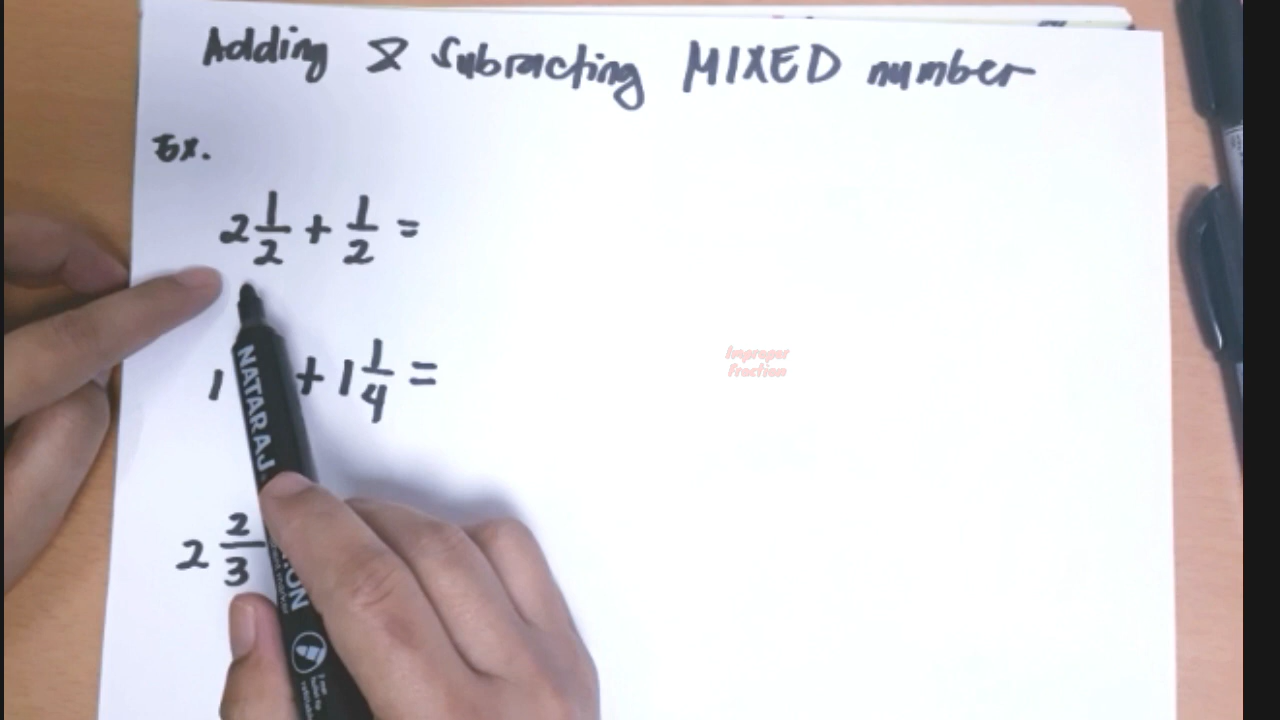 Adding & Subracting MIXED number
Ex.
2 1/2 + 1/2 =
1 + 1 1/4 =
2 2/3
Improper
Fraction
NATARAJ